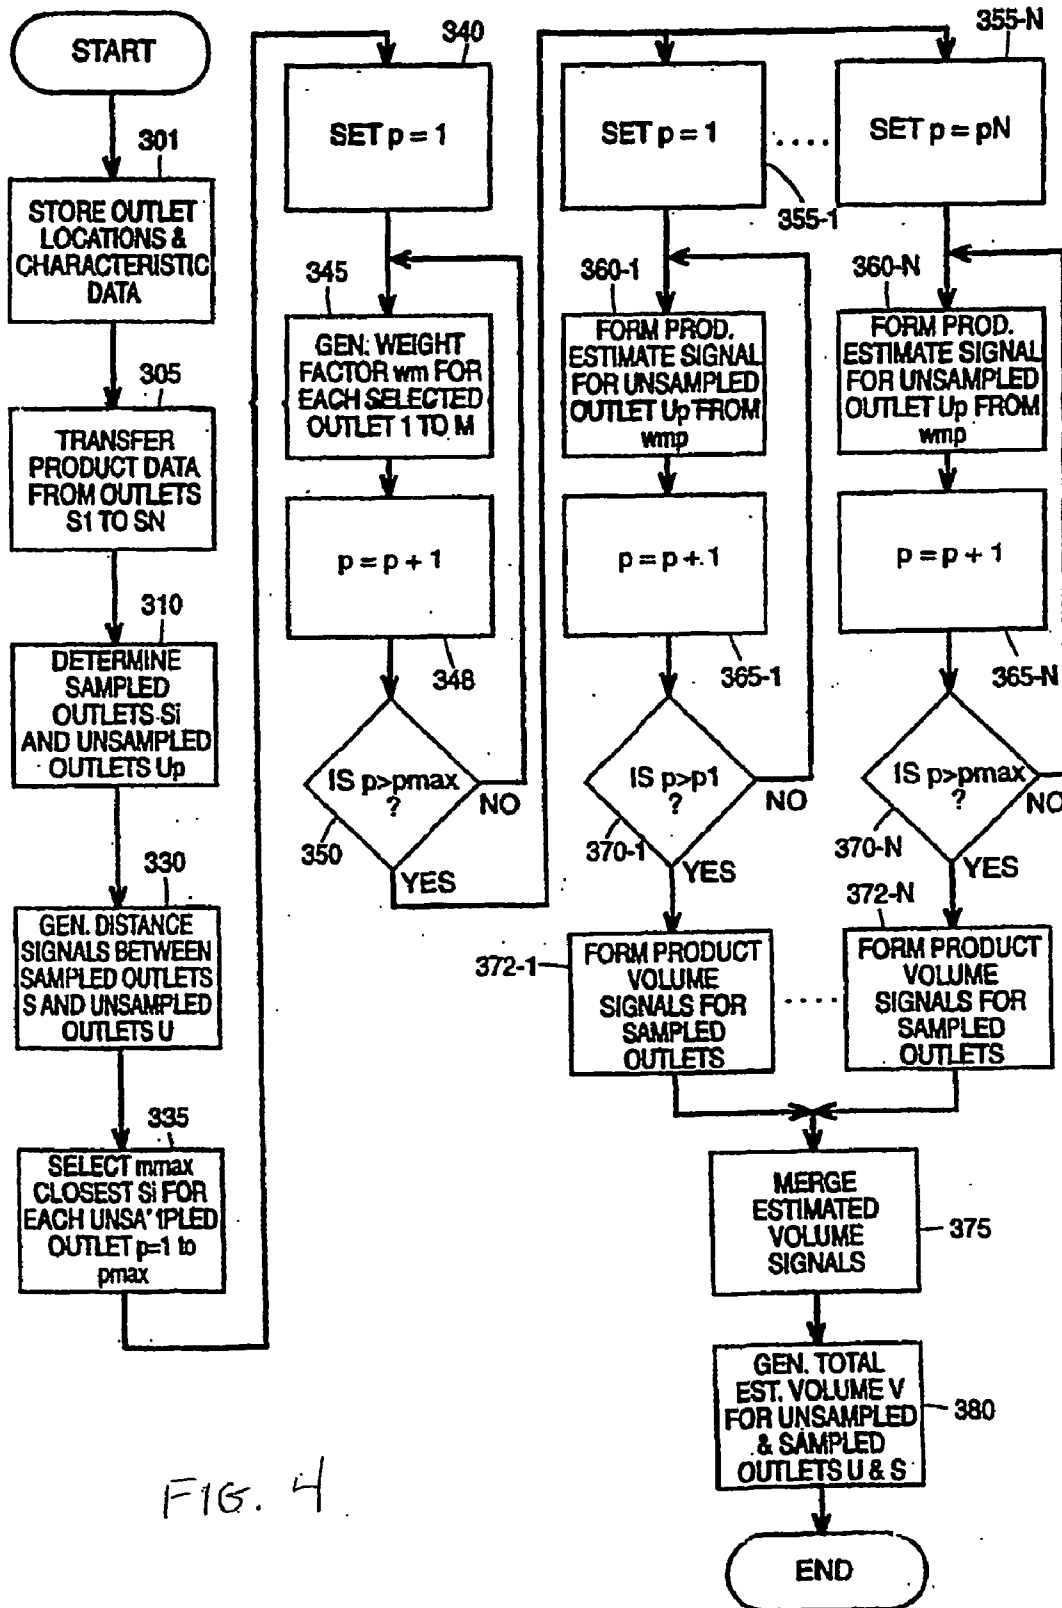 START
301
STORE OUTLET
LOCATIONS &
CHARACTERISTIC
DATA
305
TRANSFER
PRODUCT DATA
FROM OUTLETS
S1 TO SN
310
DETERMINE
SAMPLED
OUTLETS Si
AND UNSAMPLED
OUTLETS Up
330
GEN. DISTANCE
SIGNALS BETWEEN
SAMPLED OUTLETS
S AND UNSAMPLED
OUTLETS U
335
SELECT mmax
CLOSEST Si FOR
EACH UNSA' 1PLED
OUTLET p=1 to
pmax
340
SET p = 1
345
GEN. WEIGHT
FACTOR wm FOR
EACH SELECTED
OUTLET 1 TO M
p = p + 1
348
IS p>pmax
?
NO
350
YES
SET p = 1
355-1
360-1
FORM PROD.
ESTIMATE SIGNAL
FOR UNSAMPLED
OUTLET Up FROM
wmp
p = p + 1
365-1
IS p>p1
?
NO
370-1
YES
372-1
FORM PRODUCT
VOLUME
SIGNALS FOR
SAMPLED
OUTLETS
....
355-N
SET p = pN
360-N
FORM PROD.
ESTIMATE SIGNAL
FOR UNSAMPLED
OUTLET Up FROM
wmp
p = p + 1
365-N
IS p>pmax
?
NO
370-N
YES
372-N
FORM PRODUCT
VOLUME
SIGNALS FOR
SAMPLED
OUTLETS
.....
MERGE
ESTIMATED
VOLUME
SIGNALS
375
GEN. TOTAL
EST. VOLUME V
FOR UNSAMPLED
& SAMPLED
OUTLETS U & S
380
END
FIG. 4